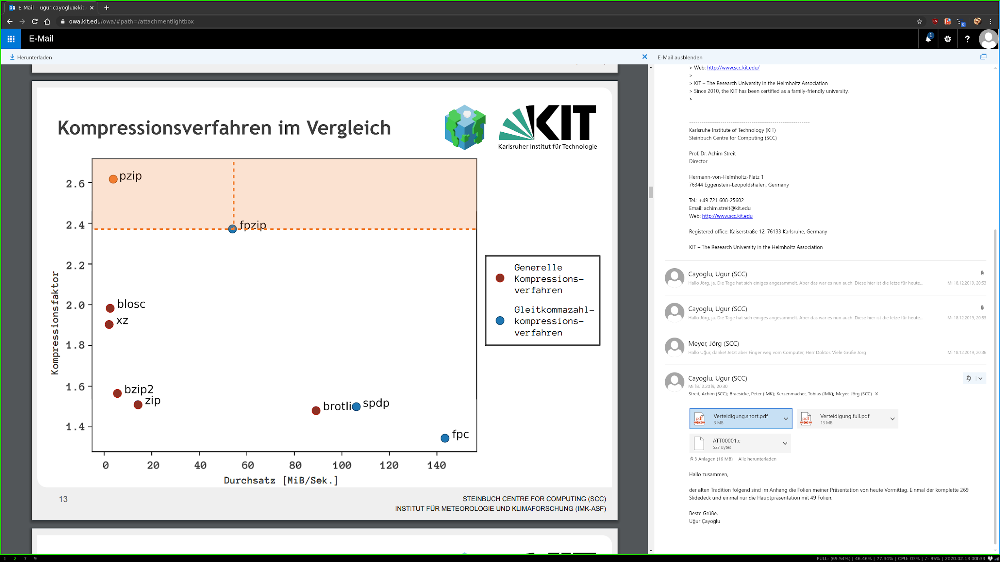 E-Mail – ugur.cayoglu@kit.
owa.kit.edu/owa/#path=/attachmentlightbox
6
E-Mail
1
?
Herunterladen
E-Mail ausblenden
Kompressionsverfahren im Vergleich
KIT
Karlsruher Institut für Technologie
pzip
fpzip
blosc
xz
bzip2
zip
brotli
spdp
fpc
2.6
2.4
2.2
2.0
1.8
1.6
1.4
Kompressionsfaktor
0 20 40 60 80 100 120 140
Durchsatz [MiB/Sek.]
Generelle
Kompressions-
verfahren
Gleitkommazahl-
kompressions-
verfahren
13
STEINBUCH CENTRE FOR COMPUTING (SCC)
INSTITUT FÜR METEOROLOGIE UND KLIMAFORSCHUNG (IMK-ASF)
> Web: http://www.scc.kit.edu/
>
> KIT – The Research University in the Helmholtz Association
> Since 2010, the KIT has been certified as a family-friendly university.
>
--
------------------------------------------------------------
Karlsruhe Institute of Technology (KIT)
Steinbuch Centre for Computing (SCC)
Prof. Dr. Achim Streit
Director
Hermann-von-Helmholtz-Platz 1
76344 Eggenstein-Leopoldshafen, Germany
Tel.: +49 721 608-25602
Email: achim.streit@kit.edu
Web: http://www.scc.kit.edu
Registered office: Kaiserstraße 12, 76133 Karlsruhe, Germany
KIT – The Research University in the Helmholtz Association
Cayoglu, Ugur (SCC)
Hallo Jörg, ja. Die Tage hat sich einiges angesammelt. Aber das war es nun auch. Diese hier ist die letze für heute... Mi 18.12.2019, 20:53
Cayoglu, Ugur (SCC)
Hallo Jörg, ja. Die Tage hat sich einiges angesammelt. Aber das war es nun auch. Diese hier ist die letze für heute... Mi 18.12.2019, 20:53
Meyer, Jörg (SCC)
Hallo Uğur, danke! Jetzt aber Finger weg vom Computer, Herr Doktor. Viele Grüße Jörg Mi 18.12.2019, 20:36
Cayoglu, Ugur (SCC)
Mi 18.12.2019, 20:30
Streit, Achim (SCC); Braesicke, Peter (IMK); Kerzenmacher, Tobias (IMK); Meyer, Jörg (SCC)
pdf Verteidigung.short.pdf
3 MB
pdf Verteidigung.full.pdf
13 MB
ATT00001.c
527 Bytes
3 Anlagen (16 MB) Alle herunterladen
Hallo zusammen,
der alten Tradition folgend sind im Anhang die Folien meiner Präsentation von heute Vormittag. Einmal der komplette 269
Slidedeck und einmal nur die Hauptpräsentation mit 49 Folien.
Beste Grüße,
Uğur Çayoğlu
1 2 7 9
FULL: (69.54%) | 46.46% | 77.34% | CPU: 03% | ♪: 95% | 2020-02-13 00h33